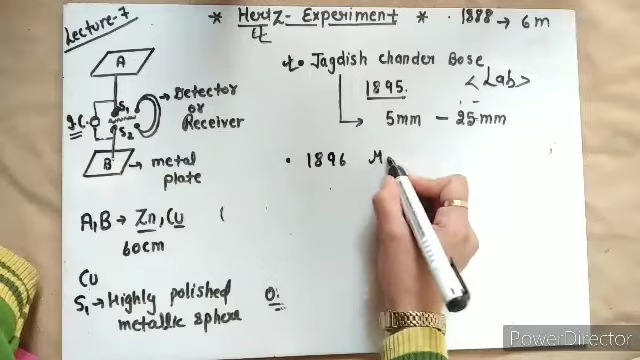 Lecture-7
* Hertz- Experiment *
· 1888 → 6m
A
S1
I.C.
S2
B
→ Detector
or
Receiver
→ metal
plate
Jagdish chander Bose
1895
<Lab>
→ 5mm - 25mm
· 1896 M
A,B → Zn, Cu (
60cm
Cu
S1 → Highly polished
metallic sphere
PowerDirector